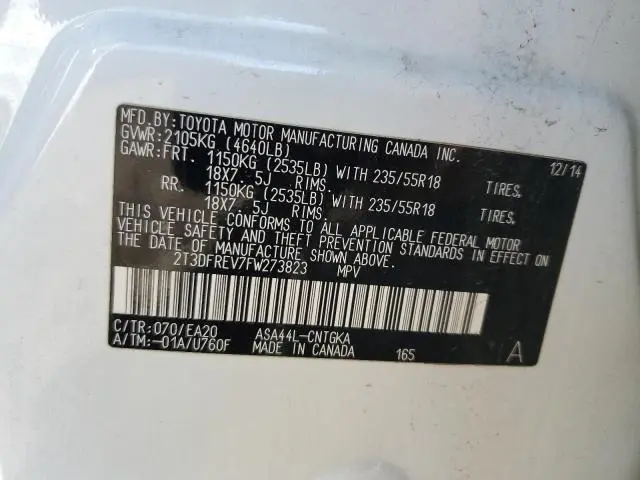 MFD.BY:TOYOTA MOTOR MANUFACTURING CANADA INC.
GVWR:2105KG (4640LB) 12/14
GAWR:FRT. 1150KG (2535LB) WITH 235/55R18 TIRES,
18X7. 5J RIMS.
RR. 1150KG (2535LB) WITH 235/55R18 TIRES,
18X7. 5J RIMS.
THIS VEHICLE CONFORMS TO ALL APPLICABLE FEDERAL MOTOR
VEHICLE SAFETY AND THEFT PREVENTION STANDARDS IN EFFECT ON
THE DATE OF MANUFACTURE SHOWN ABOVE.
2T3DFREV7FW273823 MPV
C/TR:070/EA20 ASA44L-CNTGKA
A/TM:-01A/U760F MADE IN CANADA 165 A